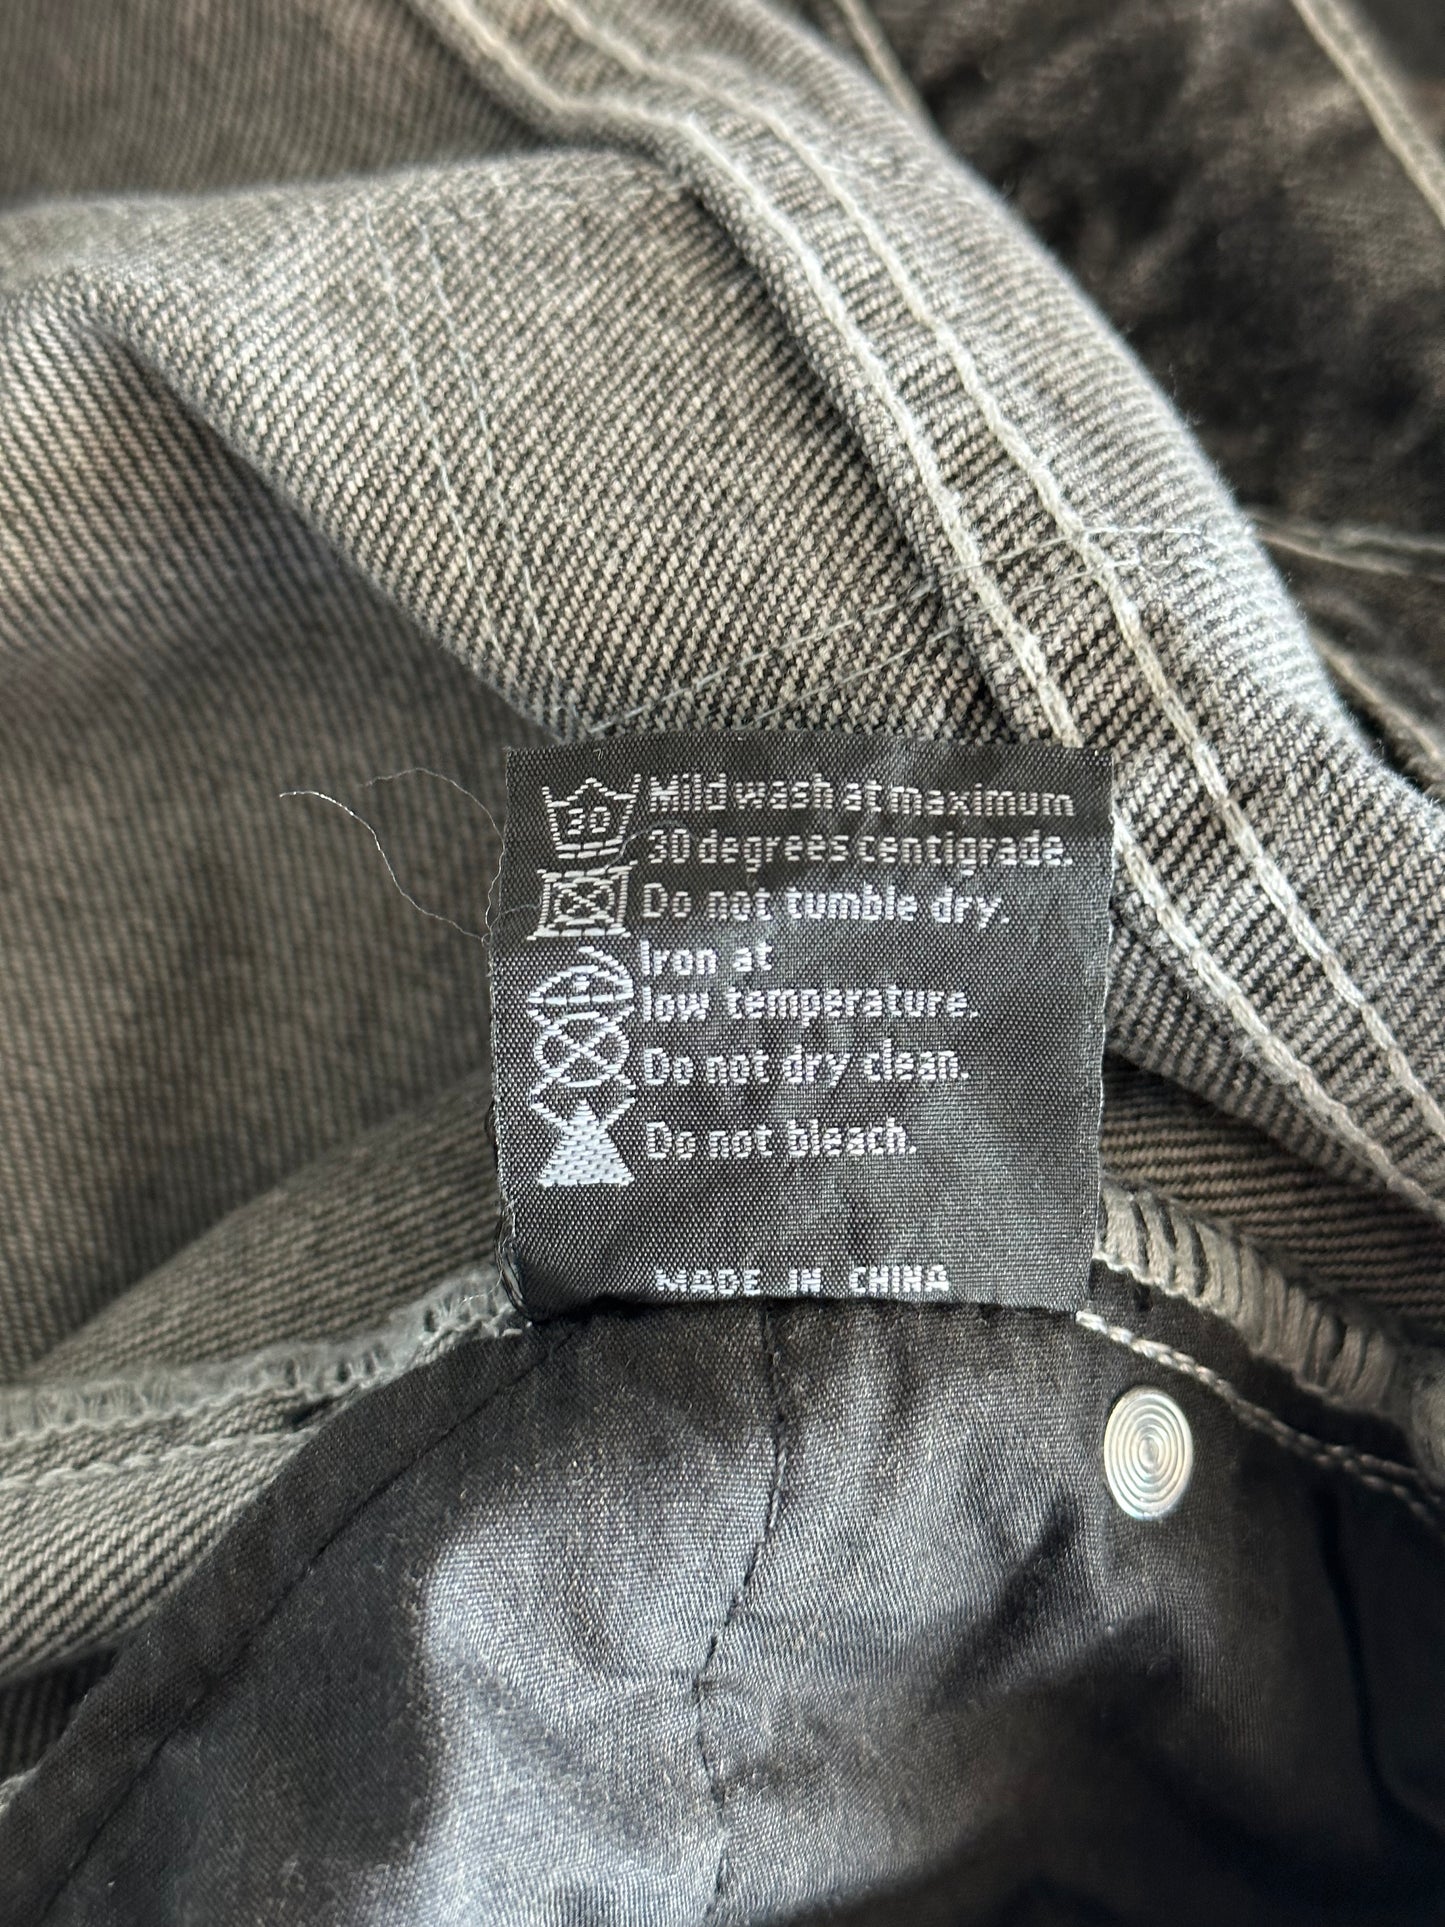 30 Mild wash at maximum
30 degrees centigrade.
Do not tumble dry.
Iron at
low temperature.
Do not dry clean.
Do not bleach.
MADE IN CHINA